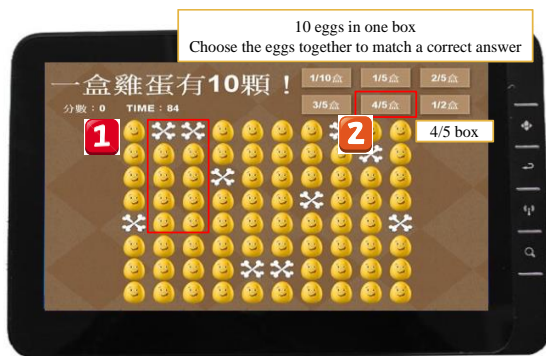 10 eggs in one box
Choose the eggs together to match a correct answer
一盒雞蛋有10顆！
1/10盒
1/5盒
2/5盒
分數：0 TIME：84
3/5盒
4/5盒
1/2盒
1
2
4/5 box